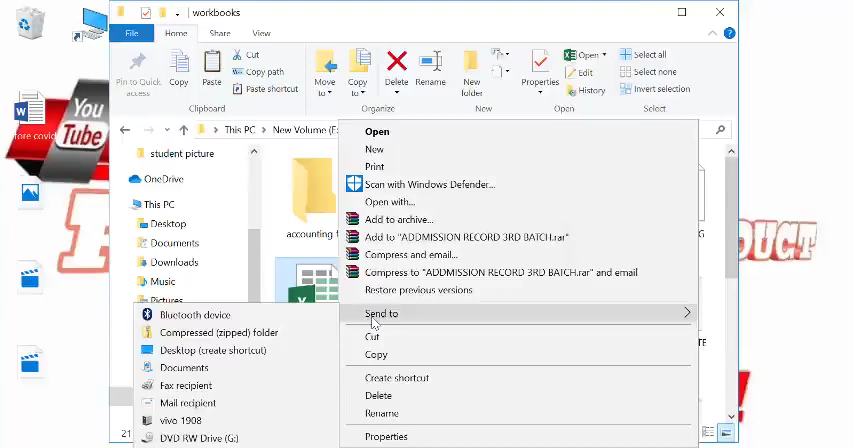 workbooks
File
Home
Share
View
Pin to Quick access
Copy
Paste
Cut
Copy path
Paste shortcut
Clipboard
Move to
Copy to
Delete
Rename
Organize
New folder
New
Properties
Open
Edit
History
Open
Select all
Select none
Invert selection
Select
This PC
New Volume (E
student picture
OneDrive
This PC
Desktop
Documents
Downloads
Music
Pictures
accounting
Open
New
Print
Scan with Windows Defender...
Open with...
Add to archive...
Add to "ADDMISSION RECORD 3RD BATCH.rar"
Compress and email...
Compress to "ADDMISSION RECORD 3RD BATCH.rar" and email
Restore previous versions
Send to
Cut
Copy
Create shortcut
Delete
Rename
Properties
Bluetooth device
Compressed (zipped) folder
Desktop (create shortcut)
Documents
Fax recipient
Mail recipient
vivo 1908
DVD RW Drive (G:)
21
You
Tube
fore covid